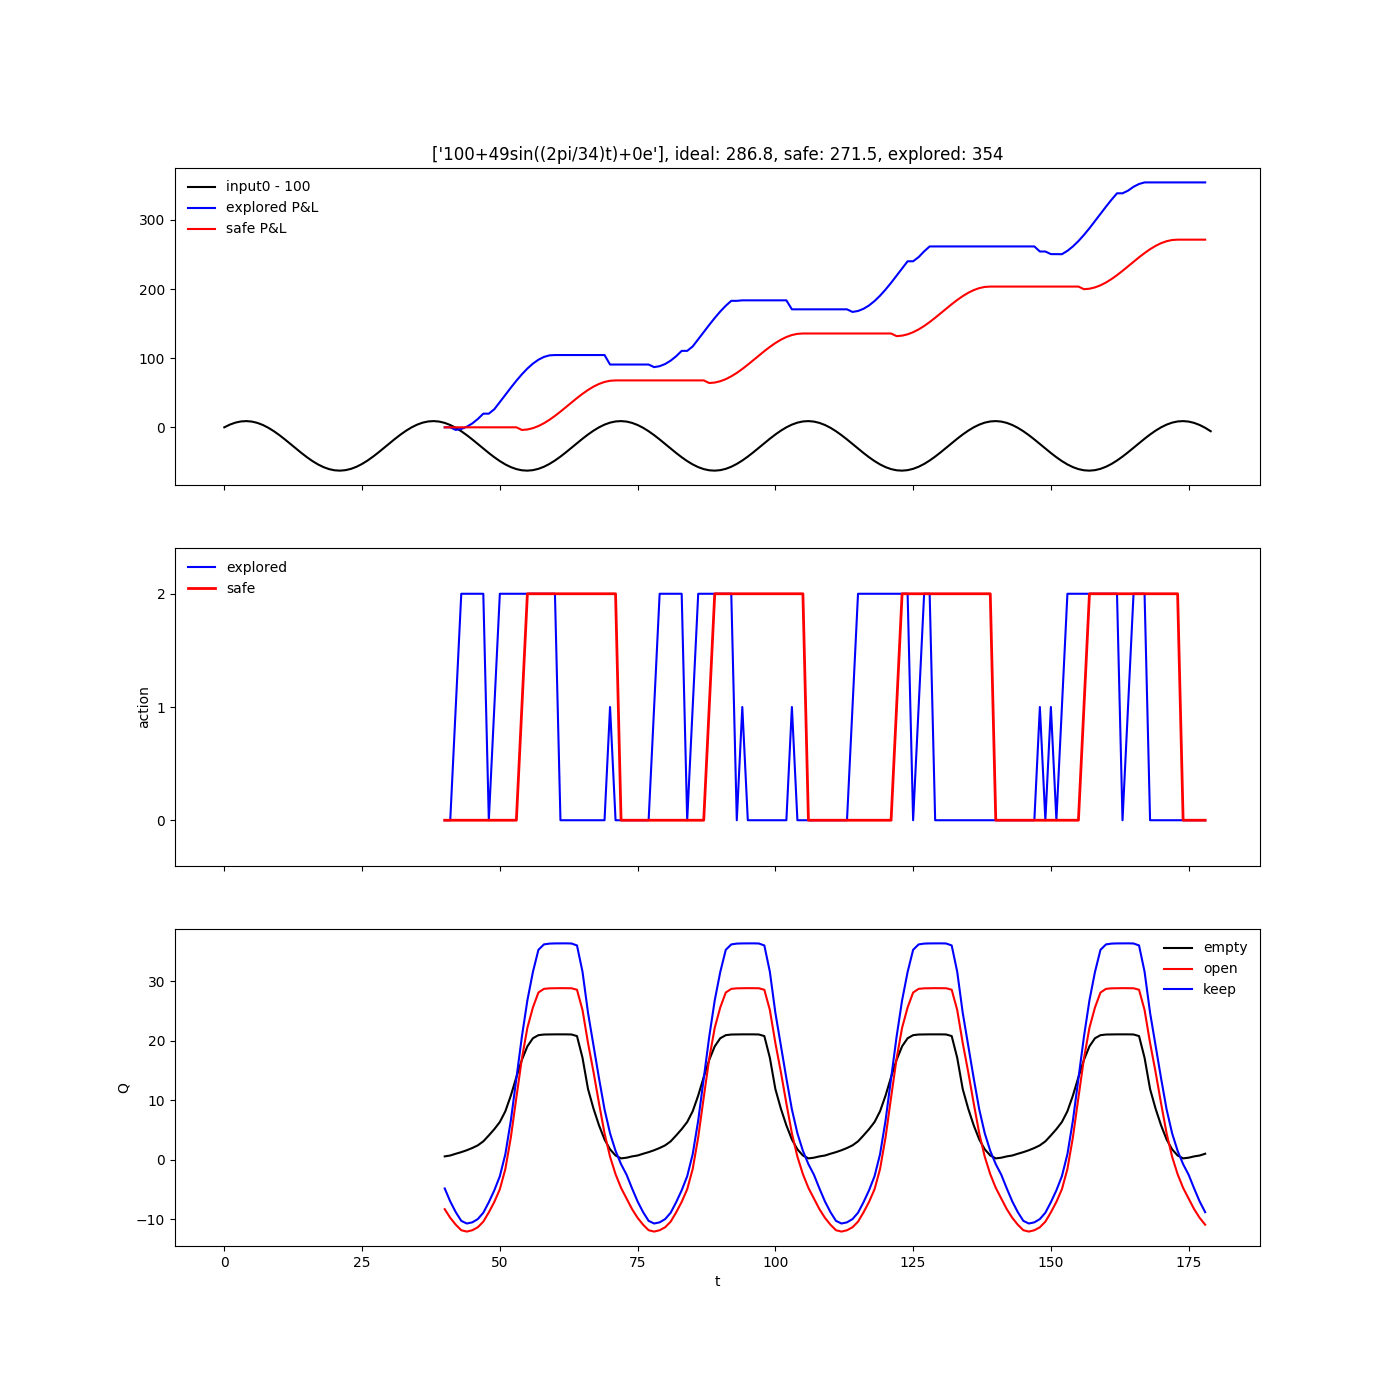 ['100+49sin((2pi/34)t)+0e'], ideal: 286.8, safe: 271.5, explored: 354
input0 - 100
explored P&L
safe P&L
300
200
100
0
explored
safe
2
1
0
action
empty
open
keep
30
20
10
0
−10
Q
0 25 50 75 100 125 150 175
t